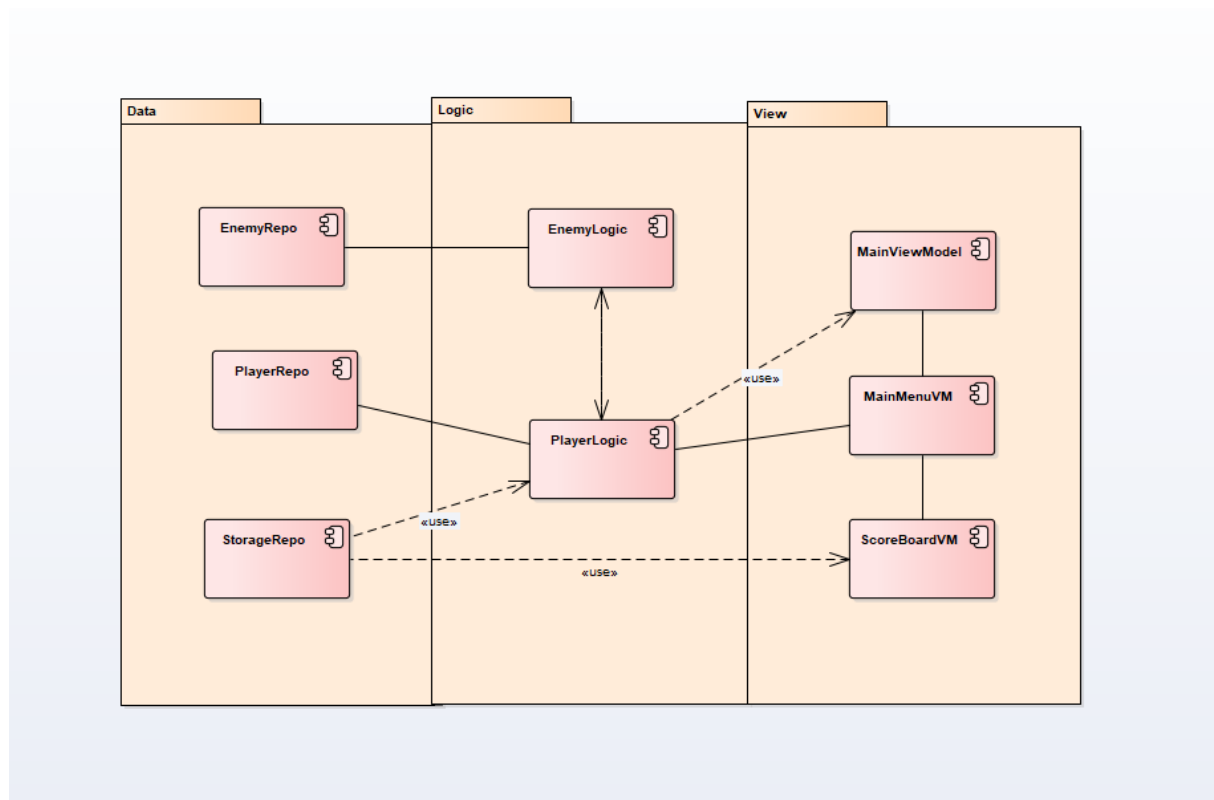 Data
Logic
View
EnemyRepo
EnemyLogic
MainViewModel
PlayerRepo
«use»
MainMenuVM
PlayerLogic
«use»
StorageRepo
ScoreBoardVM
«use»